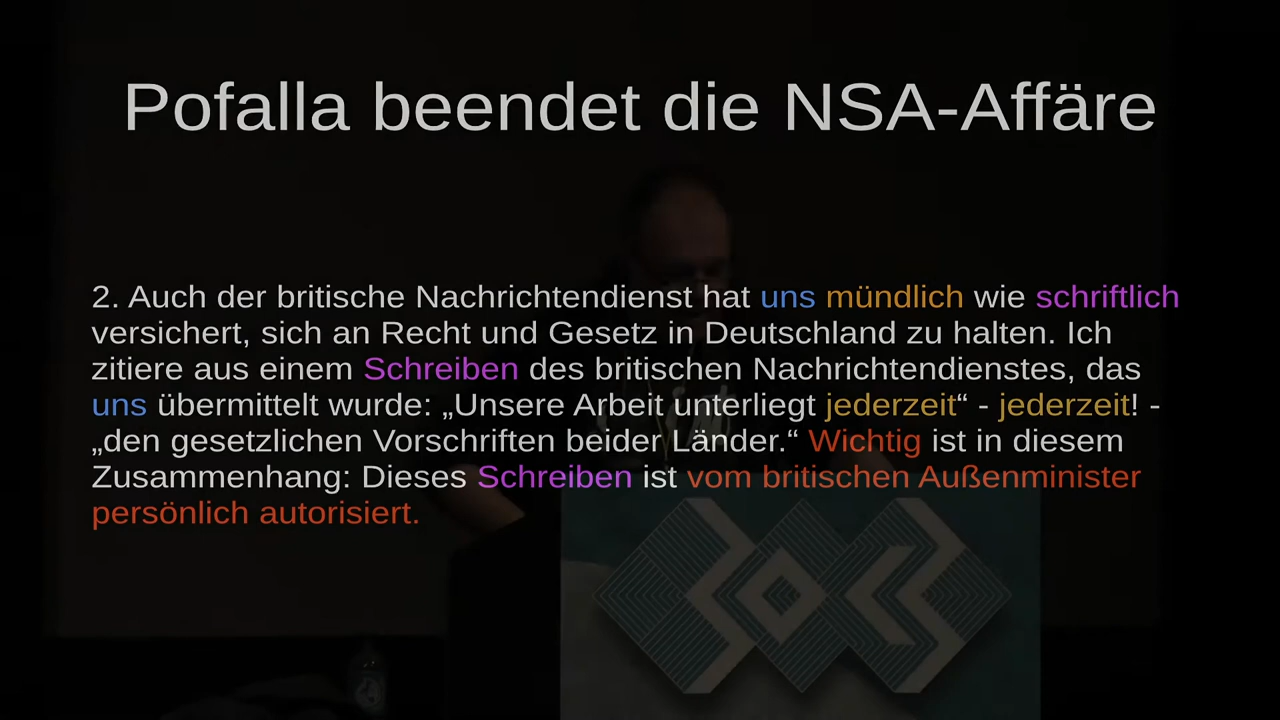 Pofalla beendet die NSA-Affäre
2. Auch der britische Nachrichtendienst hat uns mündlich wie schriftlich
versichert, sich an Recht und Gesetz in Deutschland zu halten. Ich
zitiere aus einem Schreiben des britischen Nachrichtendienstes, das
uns übermittelt wurde: „Unsere Arbeit unterliegt jederzeit“ - jederzeit! -
„den gesetzlichen Vorschriften beider Länder.“ Wichtig ist in diesem
Zusammenhang: Dieses Schreiben ist vom britischen Außenminister
persönlich autorisiert.